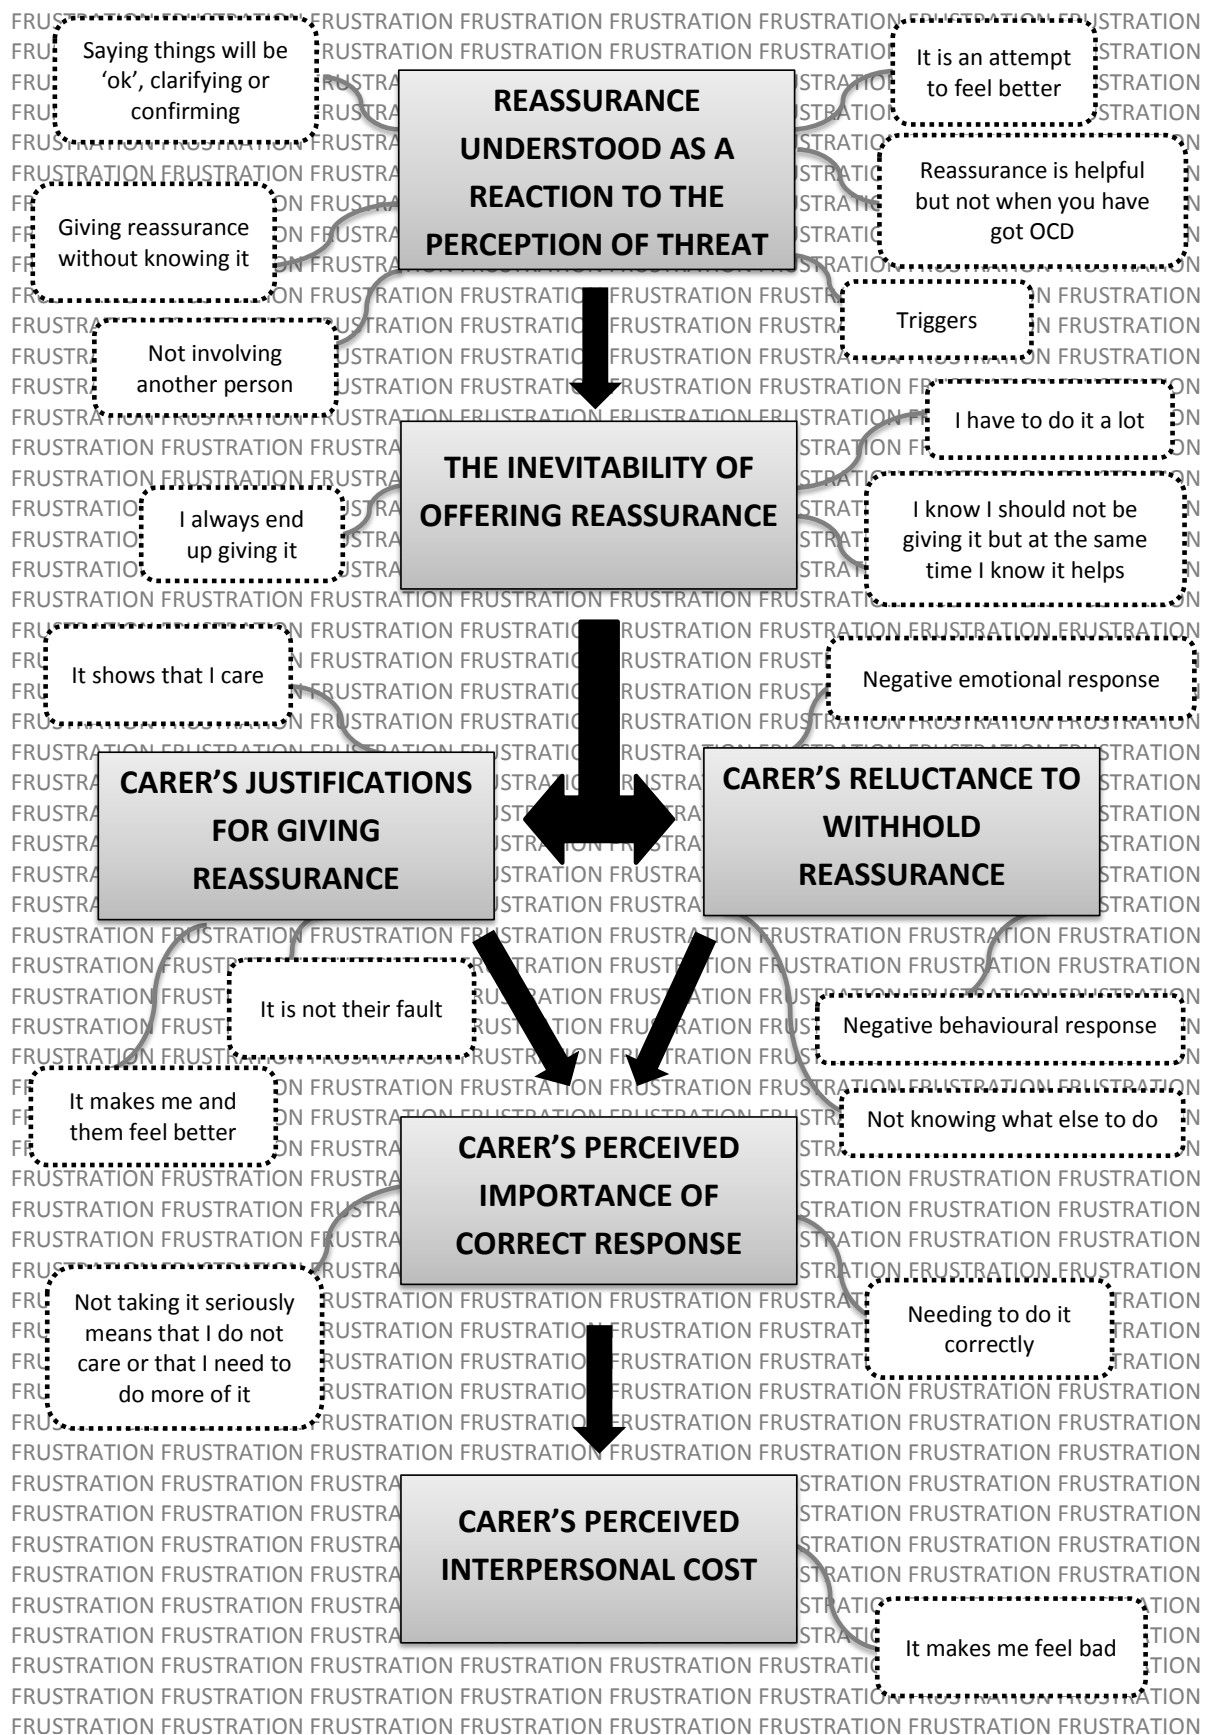 FRUSTRATION FRUSTRATION FRUSTRATION FRUSTRATION FRUSTRATION FRUSTRATION FRUSTRATION FRUSTRATION
Saying things will be
‘ok’, clarifying or
confirming
It is an attempt
to feel better
REASSURANCE
UNDERSTOOD AS A
REACTION TO THE
PERCEPTION OF THREAT
Reassurance is helpful
but not when you have
got OCD
Giving reassurance
without knowing it
Triggers
Not involving
another person
I have to do it a lot
THE INEVITABILITY OF
OFFERING REASSURANCE
I always end
up giving it
I know I should not be
giving it but at the same
time I know it helps
It shows that I care
Negative emotional response
CARER’S JUSTIFICATIONS
FOR GIVING
REASSURANCE
CARER’S RELUCTANCE TO
WITHHOLD
REASSURANCE
It is not their fault
Negative behavioural response
It makes me and
them feel better
Not knowing what else to do
CARER’S PERCEIVED
IMPORTANCE OF
CORRECT RESPONSE
Not taking it seriously
means that I do not
care or that I need to
do more of it
Needing to do it
correctly
CARER’S PERCEIVED
INTERPERSONAL COST
It makes me feel bad
FRUSTRATION FRUSTRATION FRUSTRATION FRUSTRATION FRUSTRATION FRUSTRATION FRUSTRATION FRUSTRATION